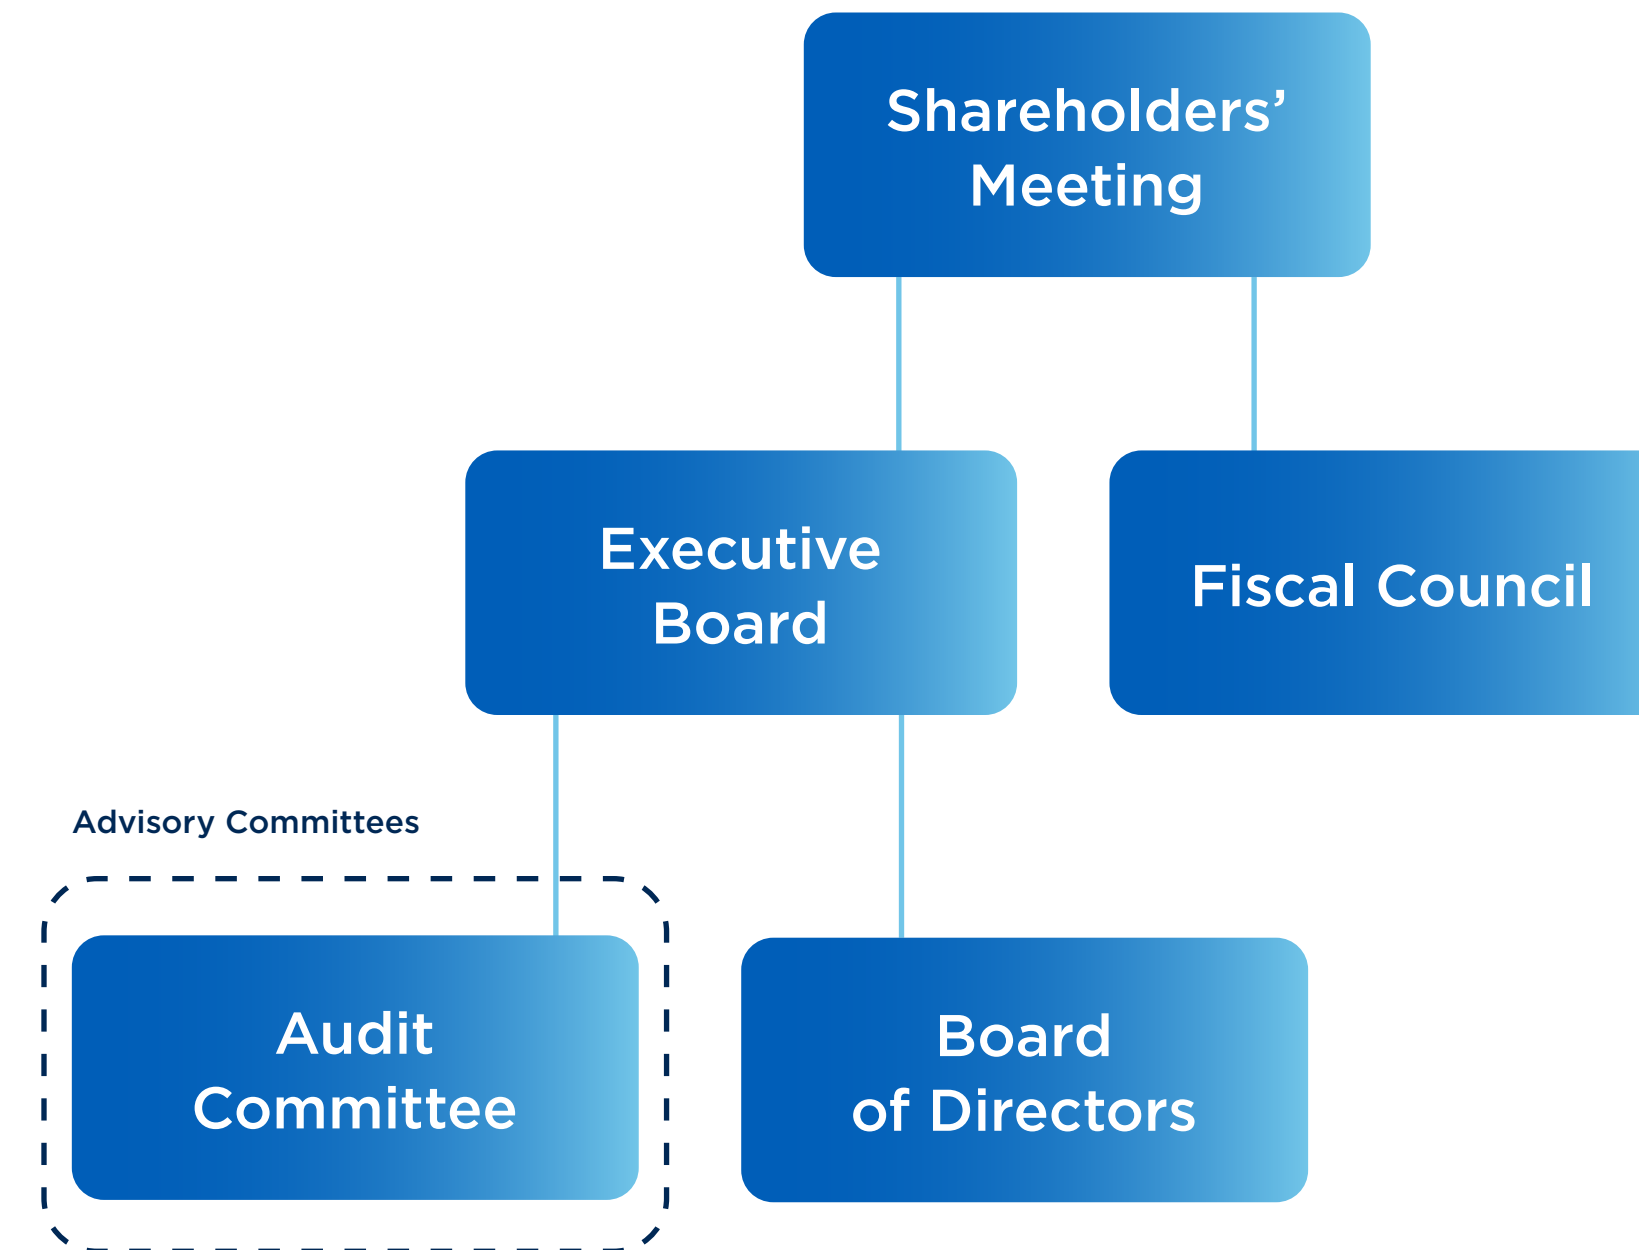 Shareholders’
Meeting
Executive
Board
Fiscal Council
Advisory Committees
Audit
Committee
Board
of Directors